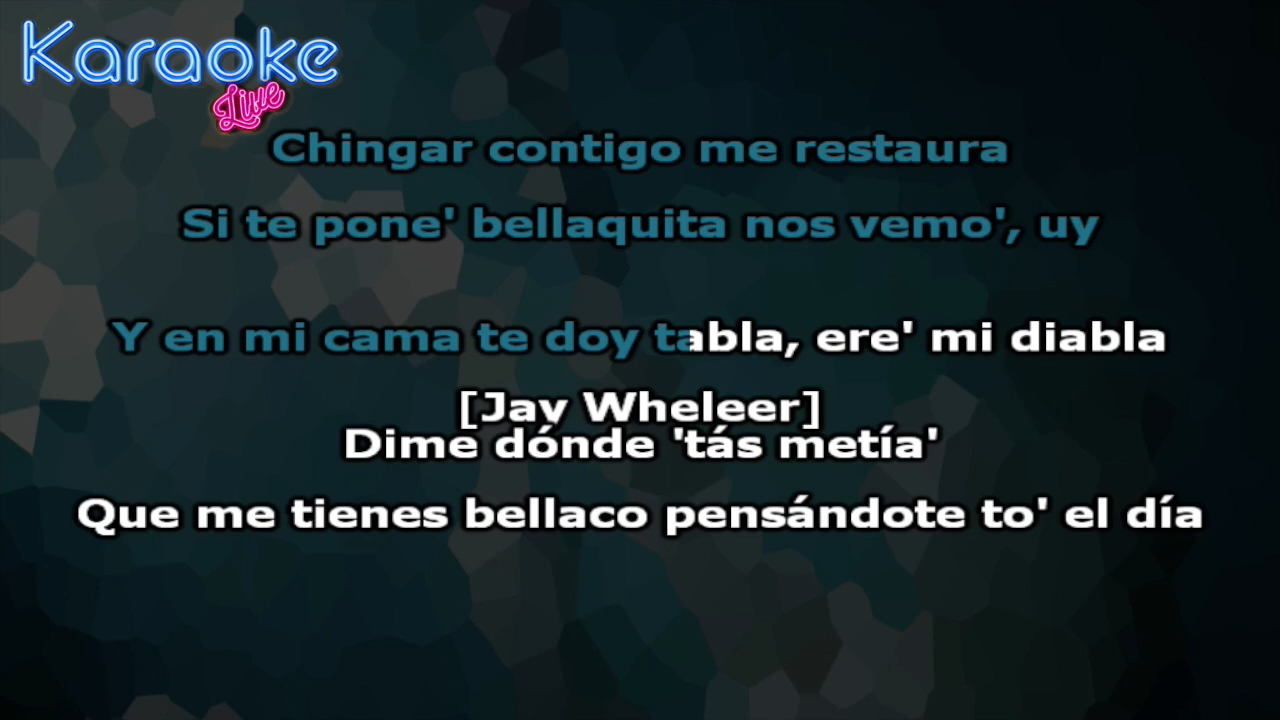 Karaoke
Live
Chingar contigo me restaura
Si te pone' bellaquita nos vemo', uy
Y en mi cama te doy tabla, ere' mi diabla
[Jay Wheleer]
Dime dónde 'tás metía'
Que me tienes bellaco pensándote to' el día